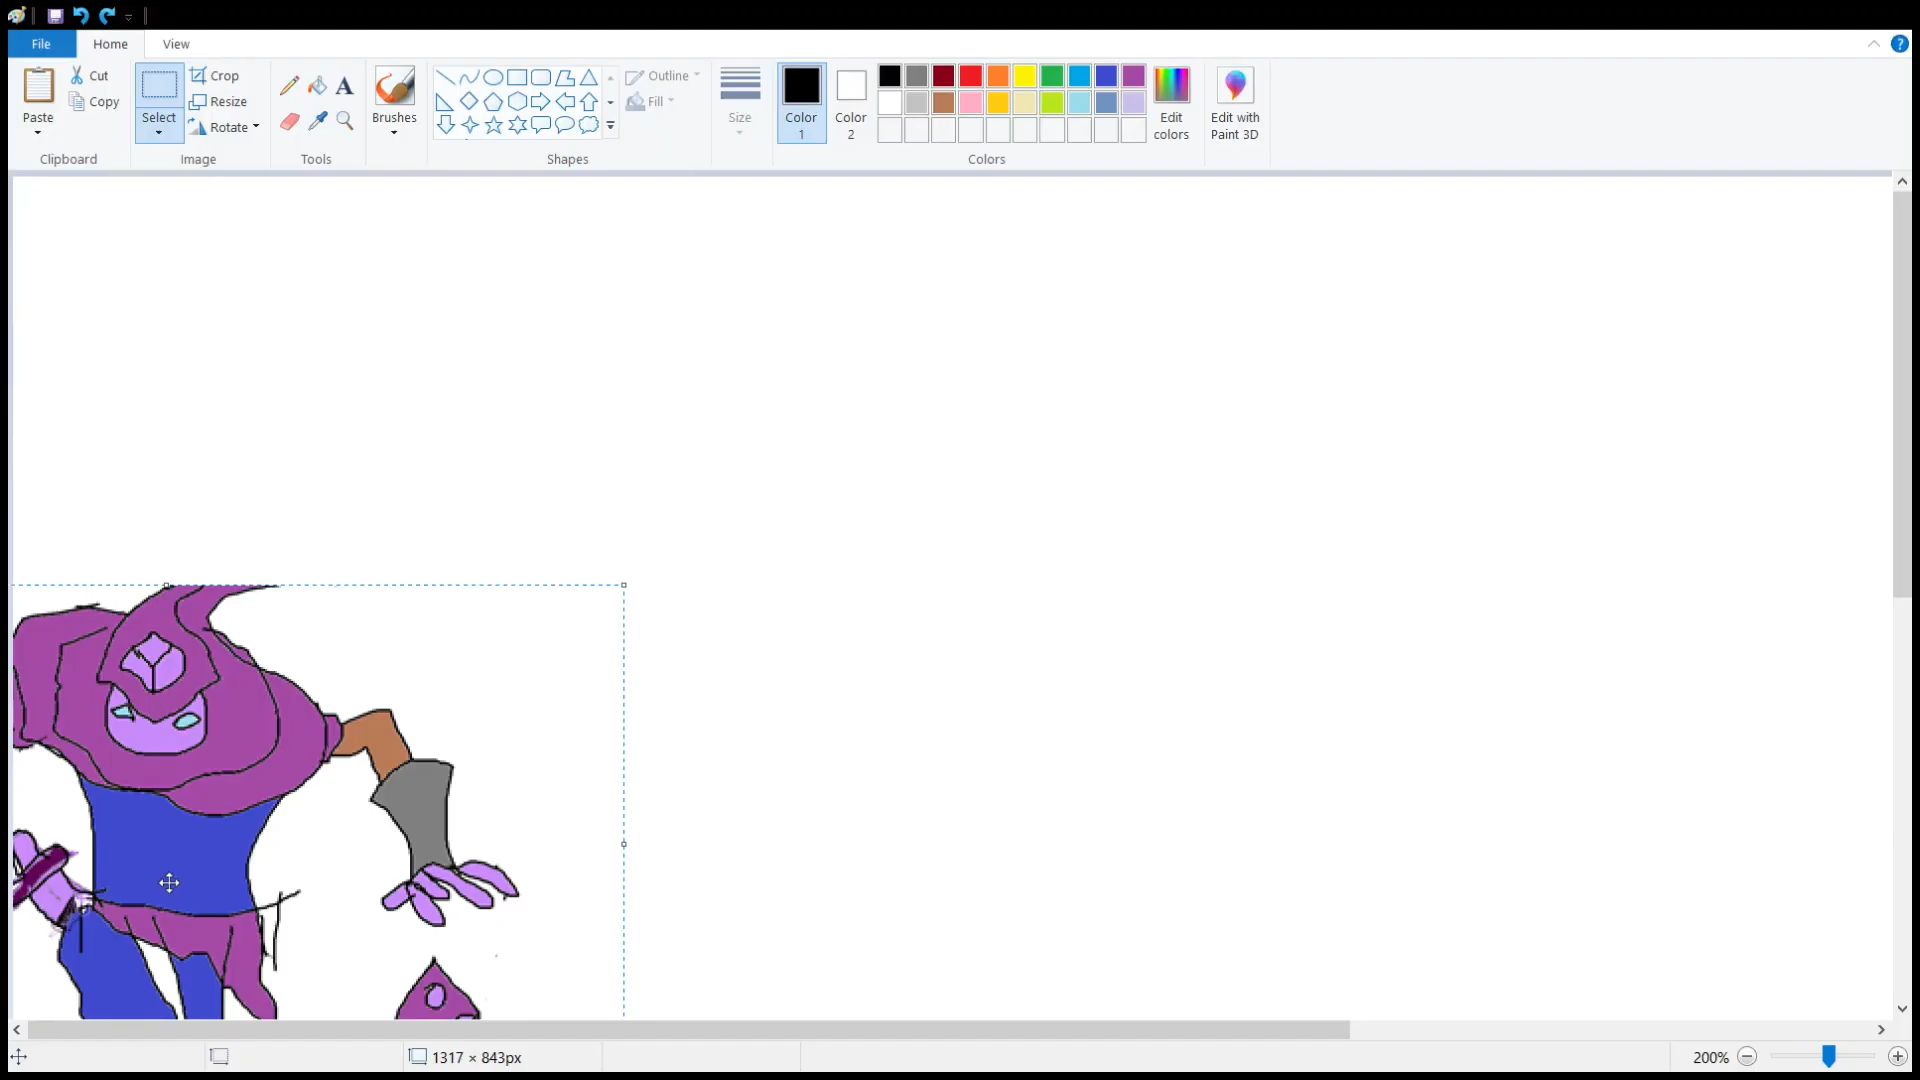 File Home View
Paste
Cut
Copy
Clipboard
Select
Crop
Resize
Rotate
Image
A
Tools
Brushes
Outline
Fill
Shapes
Size
Color 1
Color 2
Edit colors
Colors
Edit with Paint 3D
?
1317 × 843px
200%